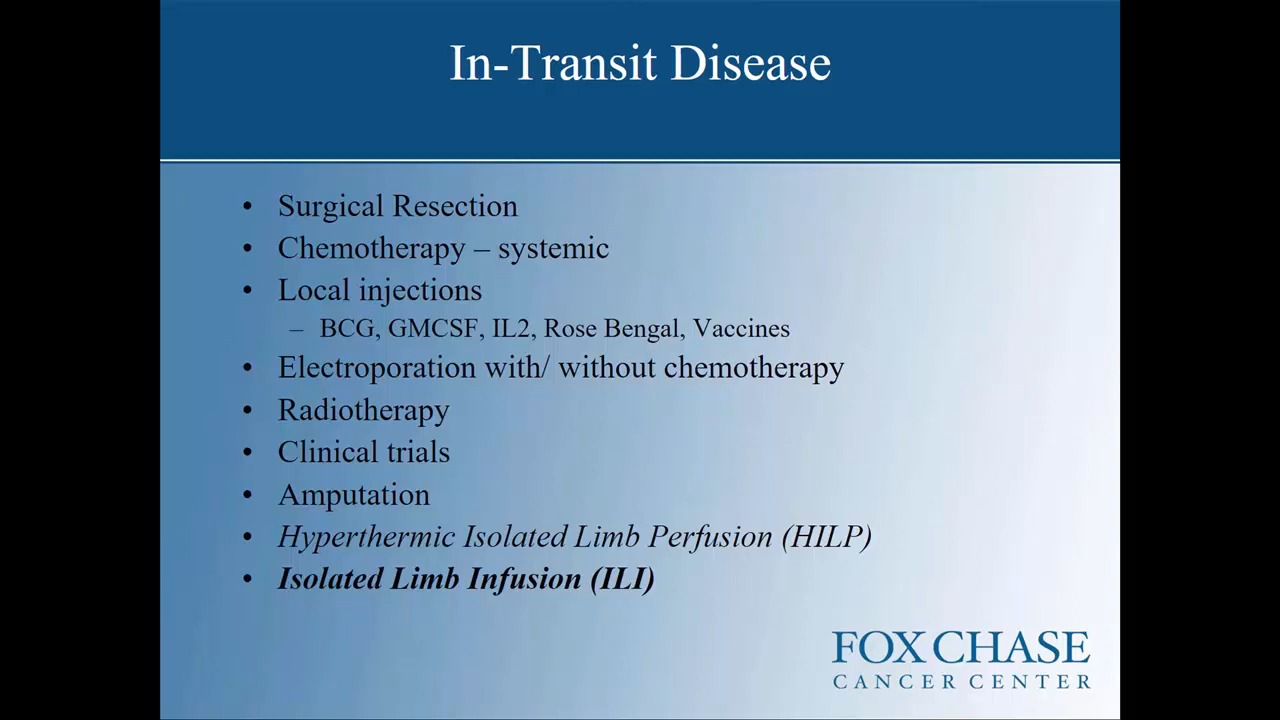 In-Transit Disease
• Surgical Resection
• Chemotherapy – systemic
• Local injections
– BCG, GMCSF, IL2, Rose Bengal, Vaccines
• Electroporation with/ without chemotherapy
• Radiotherapy
• Clinical trials
• Amputation
• Hyperthermic Isolated Limb Perfusion (HILP)
• Isolated Limb Infusion (ILI)
FOX CHASE
CANCER CENTER